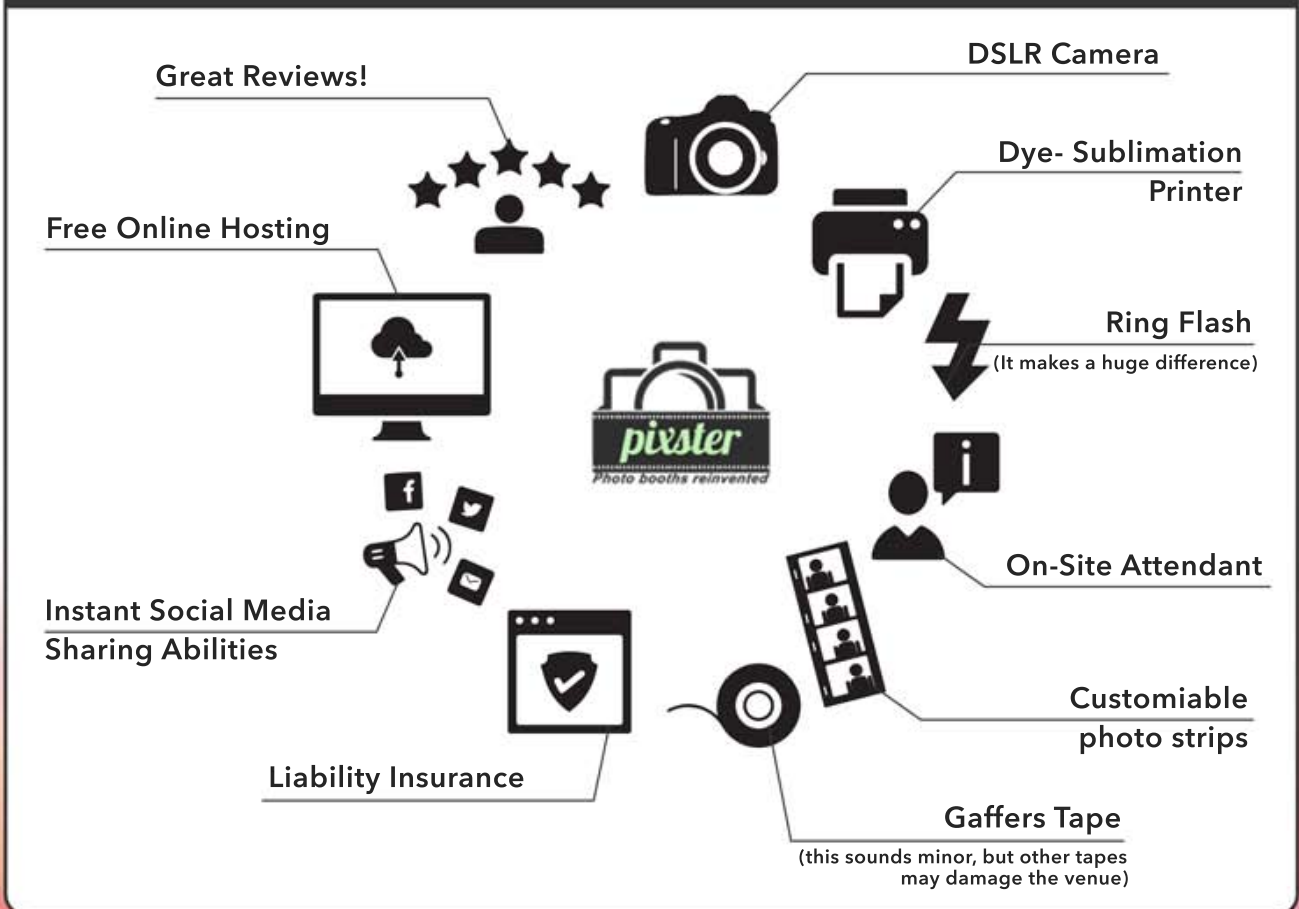 Great Reviews!
DSLR Camera
Dye- Sublimation
Printer
Free Online Hosting
Ring Flash
(It makes a huge difference)
pixster
Photo booths reinvented
i
f
On-Site Attendant
Instant Social Media
Sharing Abilities
Customiable
photo strips
Liability Insurance
Gaffers Tape
(this sounds minor, but other tapes
may damage the venue)